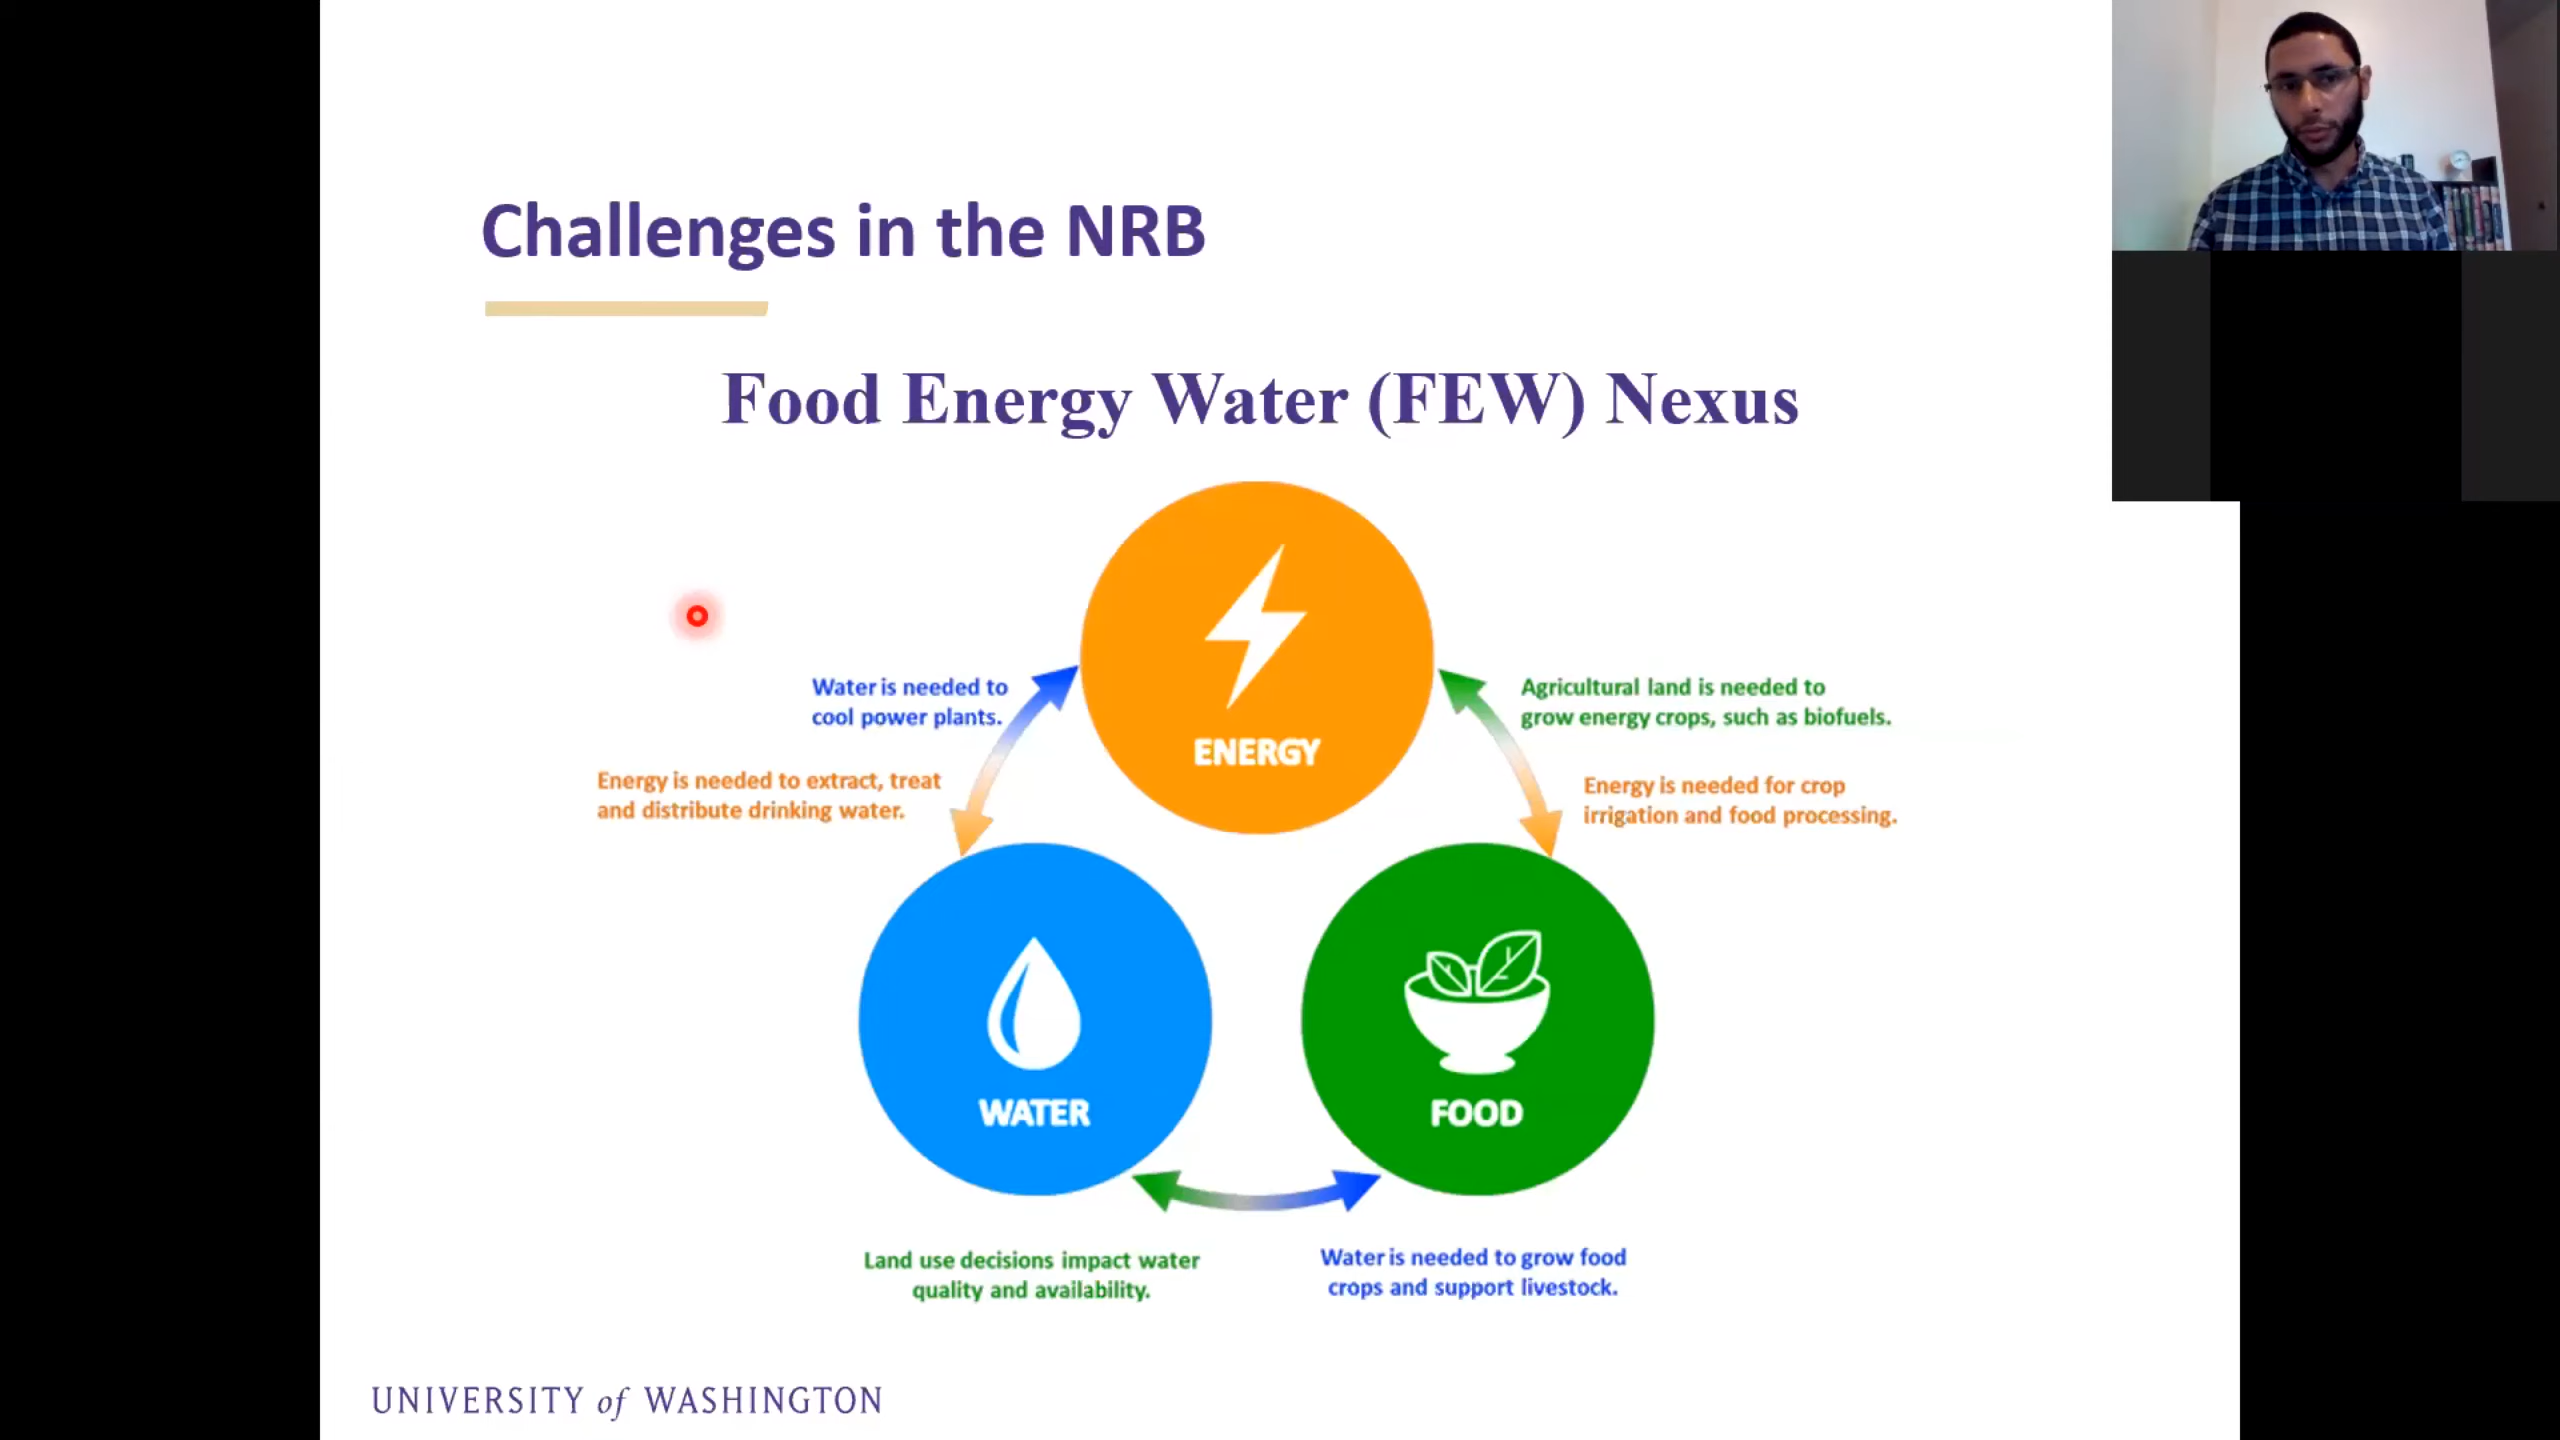 Challenges in the NRB
Food Energy Water (FEW) Nexus
ENERGY
Water is needed to
cool power plants.
Energy is needed to extract, treat
and distribute drinking water.
Agricultural land is needed to
grow energy crops, such as biofuels.
Energy is needed for crop
irrigation and food processing.
WATER
FOOD
Land use decisions impact water
quality and availability.
Water is needed to grow food
crops and support livestock.
UNIVERSITY of WASHINGTON